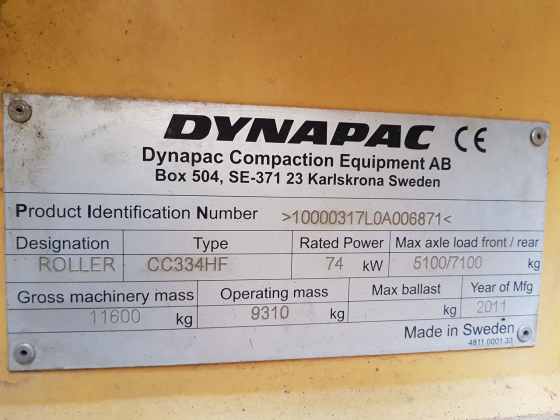 DYNAPAC CE
Dynapac Compaction Equipment AB
Box 504, SE-371 23 Karlskrona Sweden
Product Identification Number >10000317L0A006871<
Designation Type Rated Power Max axle load front / rear
ROLLER CC334HF 74 kW 5100/7100 kg
Gross machinery mass Operating mass Max ballast Year of Mfg
11600 kg 9310 kg kg 2011
Made in Sweden
4811 0001 33